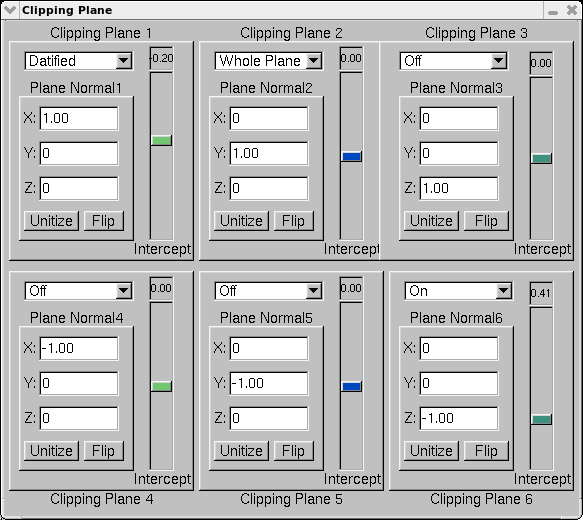 Clipping Plane
Clipping Plane 1
Datified
-0.20
Plane Normal1
X: 1.00
Y: 0
Z: 0
Unitize Flip
Intercept
Clipping Plane 2
Whole Plane
0.00
Plane Normal2
X: 0
Y: 1.00
Z: 0
Unitize Flip
Intercept
Clipping Plane 3
Off
0.00
Plane Normal3
X: 0
Y: 0
Z: 1.00
Unitize Flip
Intercept
Off
0.00
Plane Normal4
X: -1.00
Y: 0
Z: 0
Unitize Flip
Intercept
Clipping Plane 4
Off
0.00
Plane Normal5
X: 0
Y: -1.00
Z: 0
Unitize Flip
Intercept
Clipping Plane 5
On
0.41
Plane Normal6
X: 0
Y: 0
Z: -1.00
Unitize Flip
Intercept
Clipping Plane 6